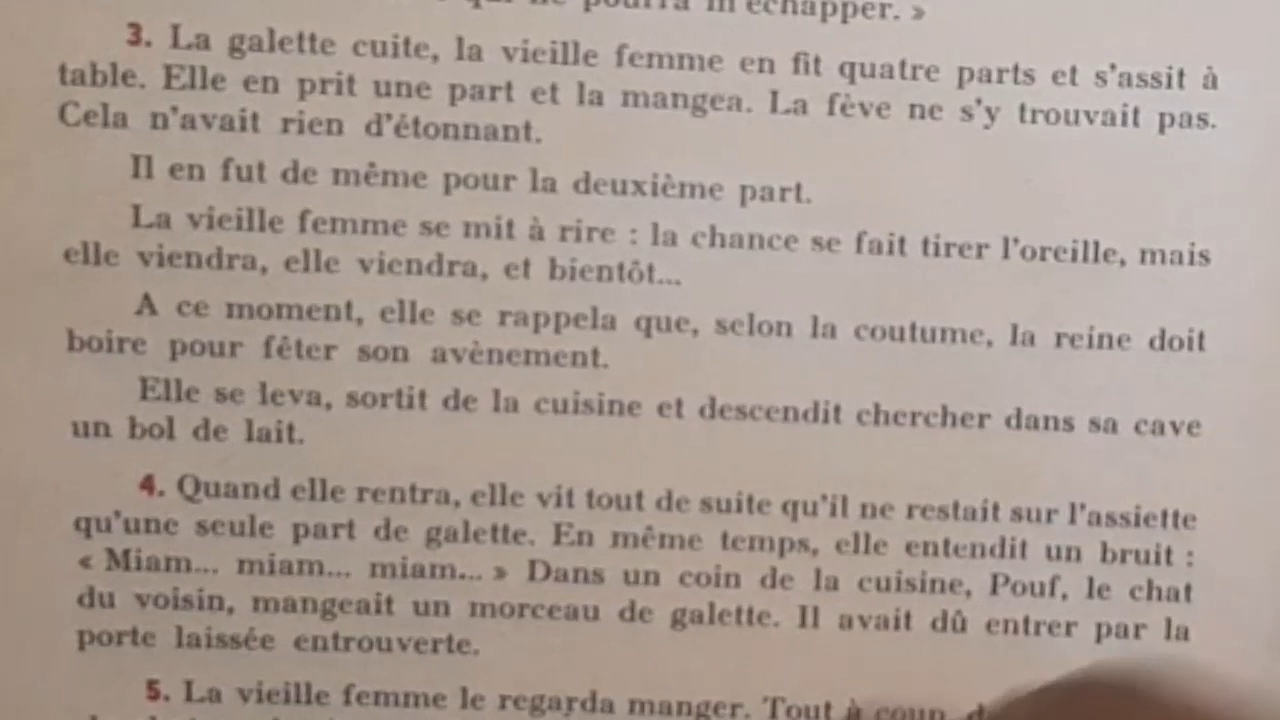 pourra m'échapper. »
3. La galette cuite, la vieille femme en fit quatre parts et s'assit à
table. Elle en prit une part et la mangea. La fève ne s'y trouvait pas.
Cela n'avait rien d'étonnant.
Il en fut de même pour la deuxième part.
La vieille femme se mit à rire : la chance se fait tirer l'oreille, mais
elle viendra, elle viendra, et bientôt...
A ce moment, elle se rappela que, selon la coutume, la reine doit
boire pour fêter son avènement.
Elle se leva, sortit de la cuisine et descendit chercher dans sa cave
un bol de lait.
4. Quand elle rentra, elle vit tout de suite qu'il ne restait sur l'assiette
qu'une seule part de galette. En même temps, elle entendit un bruit :
« Miam... miam... miam... » Dans un coin de la cuisine, Pouf, le chat
du voisin, mangeait un morceau de galette. Il avait dû entrer par la
porte laissée entrouverte.
5. La vieille femme le regarda manger. Tout à coup,